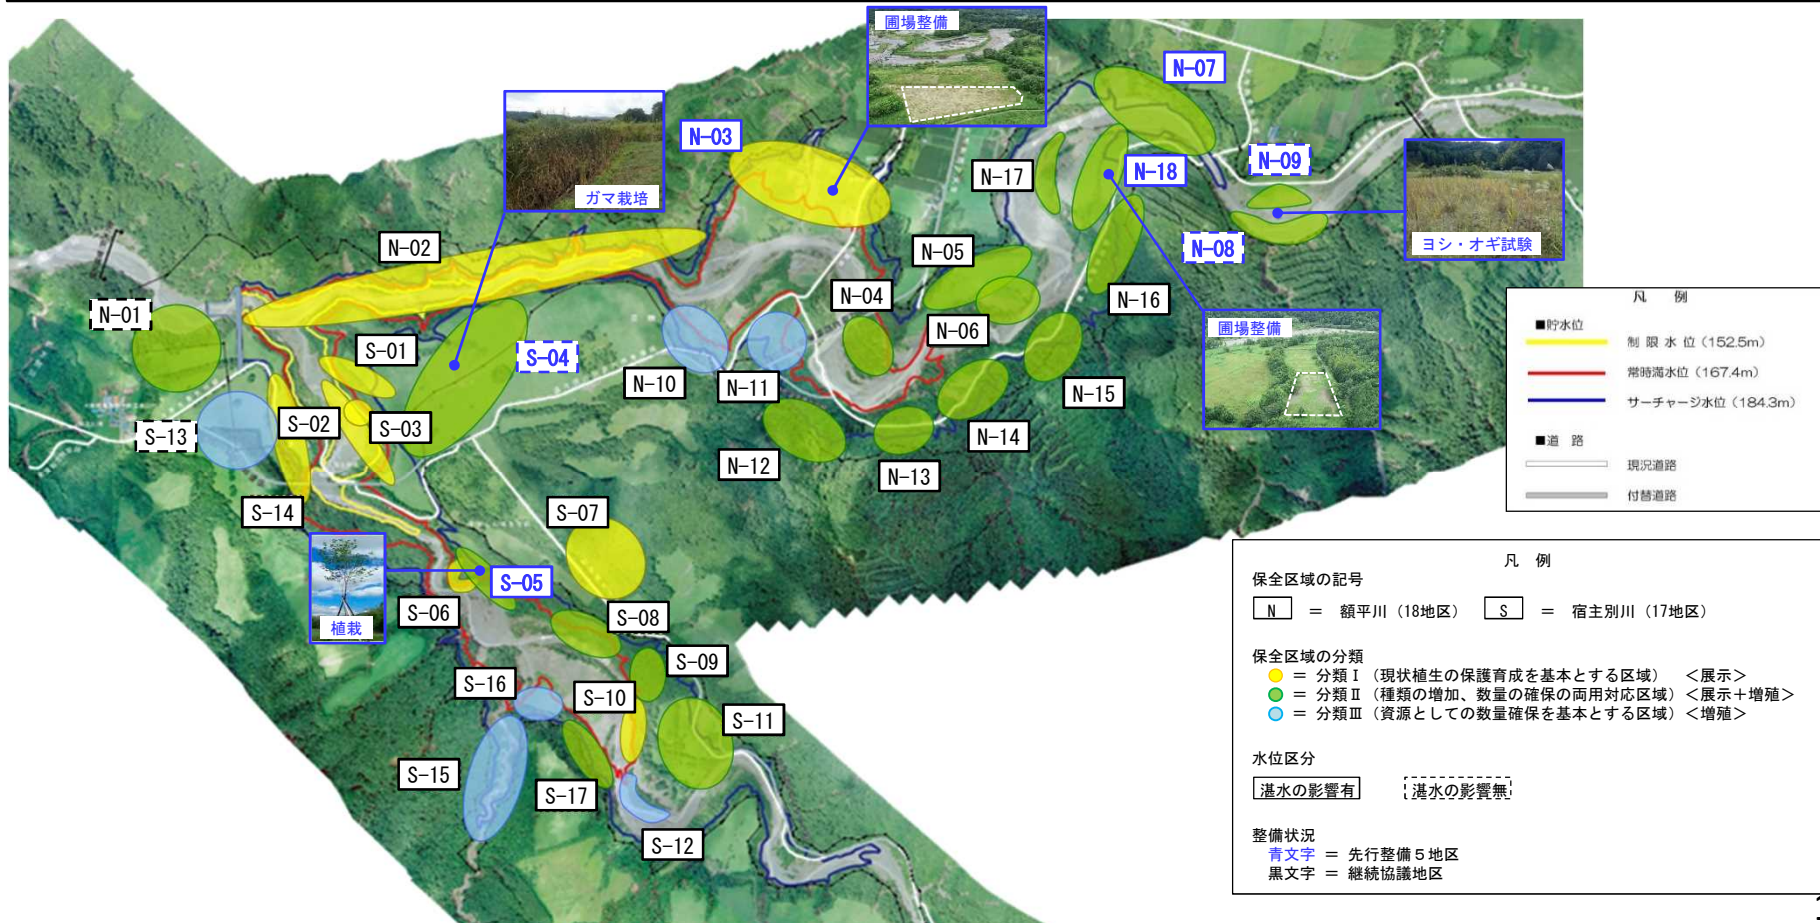 圃場整備
N-07
N-03
N-09
ガマ栽培
N-17
N-18
N-02
N-05
N-08
ヨシ・オギ試験
N-04
N-16
N-01
N-06
圃場整備
S-01
S-04
N-10
N-11
N-15
S-02
S-03
S-13
N-14
N-12
N-13
S-14
S-07
S-05
植栽
S-06
S-08
S-09
S-16
S-10
S-11
S-15
S-17
S-12
凡 例
■貯水位
制 限 水 位 (152.5m)
常時満水位 (167.4m)
サーチャージ水位 (184.3m)
■道 路
現況道路
付替道路
凡 例
保全区域の記号
N = 額平川 (18地区) S = 宿主別川 (17地区)
保全区域の分類
= 分類Ⅰ (現状植生の保護育成を基本とする区域) <展示>
= 分類Ⅱ (種類の増加、数量の確保の両用対応区域) <展示+増殖>
= 分類Ⅲ (資源としての数量確保を基本とする区域) <増殖>
水位区分
湛水の影響有 湛水の影響無
整備状況
青文字 = 先行整備5地区
黒文字 = 継続協議地区